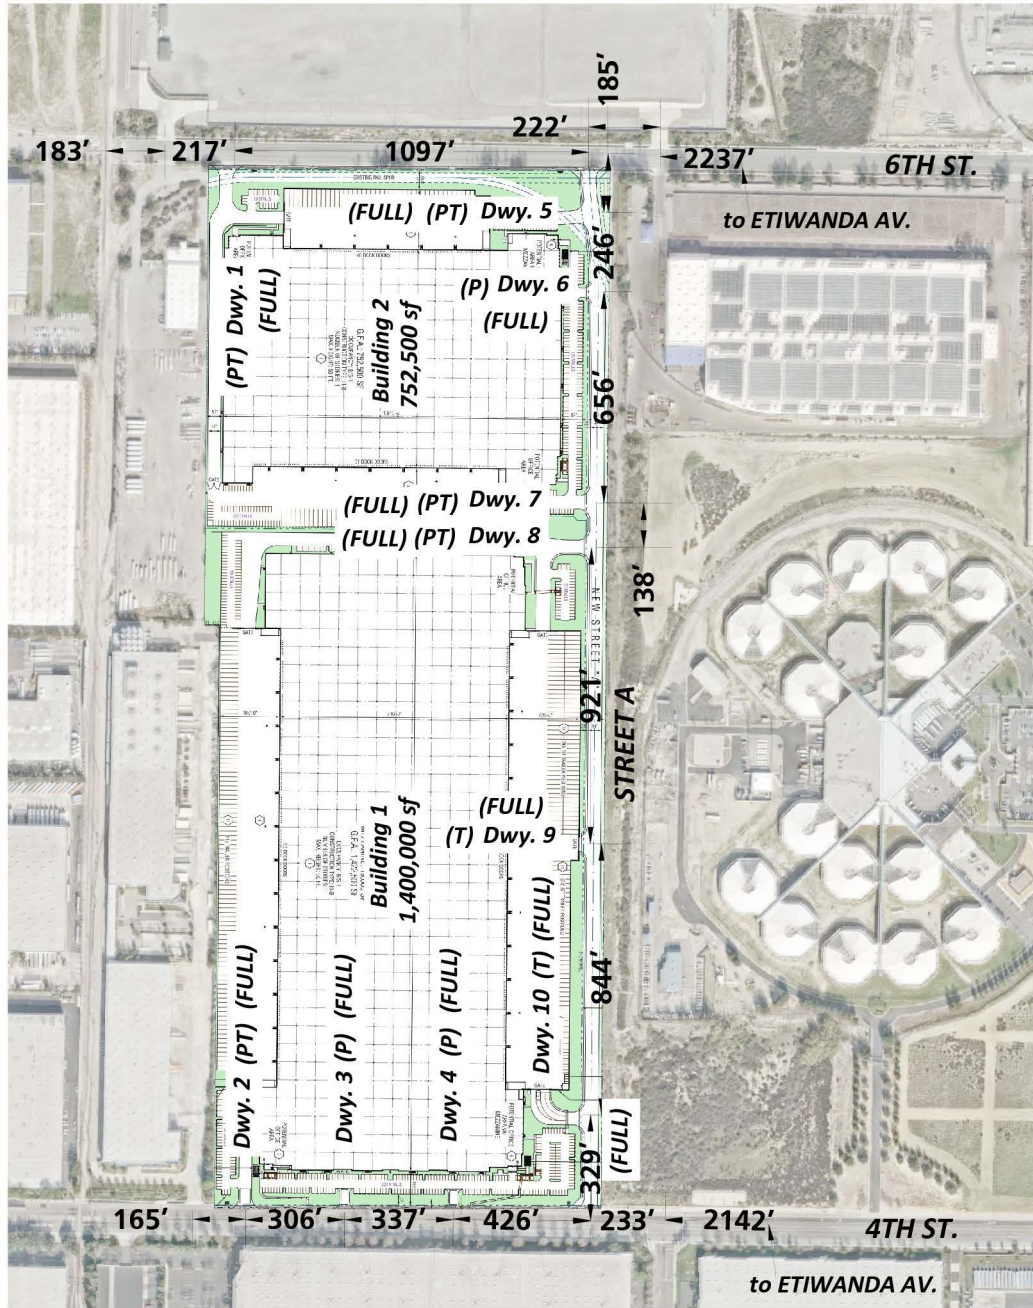 185'
222'
183'
217'
1097'
2237'
6TH ST.
EXISTING RAIL SPUR
to ETIWANDA AV.
(FULL) (PT) Dwy. 5
246'
(PT) Dwy. 1
(FULL)
(P) Dwy. 6
(FULL)
Building 2
752,500 sf
656'
(FULL) (PT) Dwy. 7
(FULL) (PT) Dwy. 8
138'
NEW STREET
921'
STREET A
(FULL)
(T) Dwy. 9
Building 1
1,400,000 sf
844'
Dwy. 10 (T) (FULL)
Dwy. 2 (PT) (FULL)
Dwy. 3 (P) (FULL)
Dwy. 4 (P) (FULL)
329'
(FULL)
165'
306'
337'
426'
233'
2142'
4TH ST.
to ETIWANDA AV.